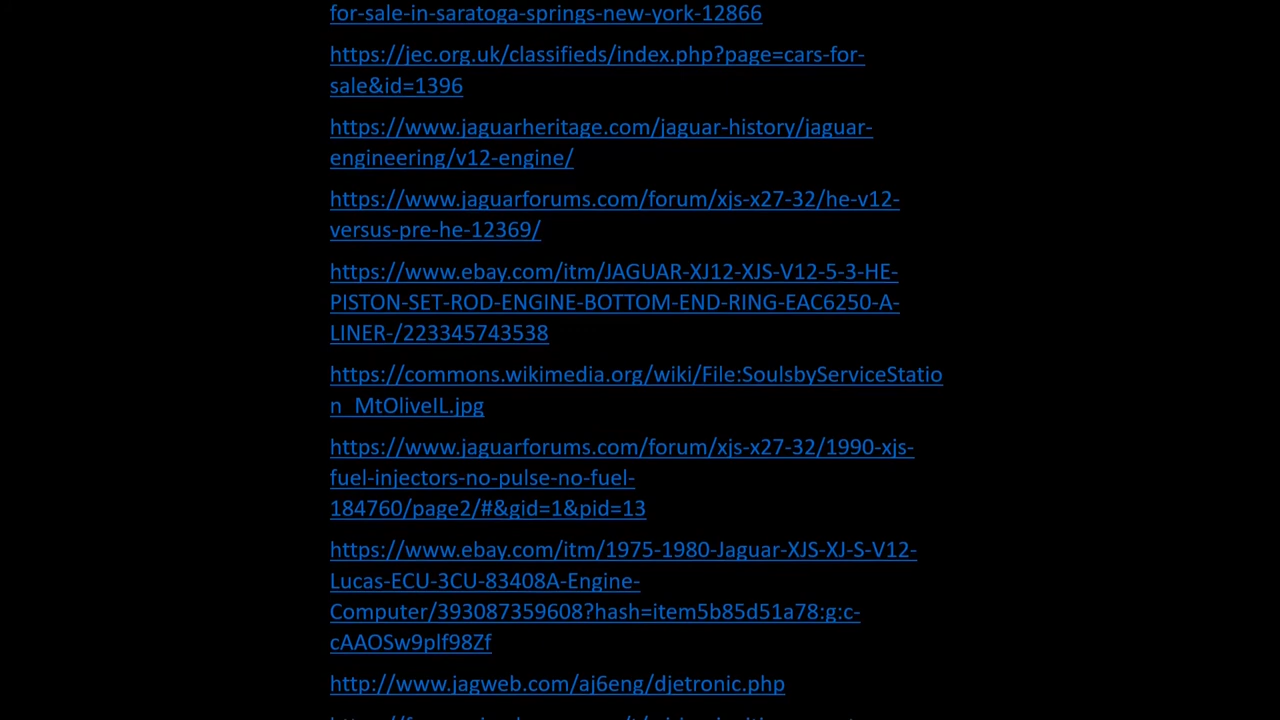 for-sale-in-saratoga-springs-new-york-12866
https://jec.org.uk/classifieds/index.php?page=cars-for-
sale&id=1396
https://www.jaguarheritage.com/jaguar-history/jaguar-
engineering/v12-engine/
https://www.jaguarforums.com/forum/xjs-x27-32/he-v12-
versus-pre-he-12369/
https://www.ebay.com/itm/JAGUAR-XJ12-XJS-V12-5-3-HE-
PISTON-SET-ROD-ENGINE-BOTTOM-END-RING-EAC6250-A-
LINER-/223345743538
https://commons.wikimedia.org/wiki/File:SoulsbyServiceStatio
n_MtOliveIL.jpg
https://www.jaguarforums.com/forum/xjs-x27-32/1990-xjs-
fuel-injectors-no-pulse-no-fuel-
184760/page2/#&gid=1&pid=13
https://www.ebay.com/itm/1975-1980-Jaguar-XJS-XJ-S-V12-
Lucas-ECU-3CU-83408A-Engine-
Computer/393087359608?hash=item5b85d51a78:g:c-
cAAOSw9plf98Zf
http://www.jagweb.com/aj6eng/djetronic.php